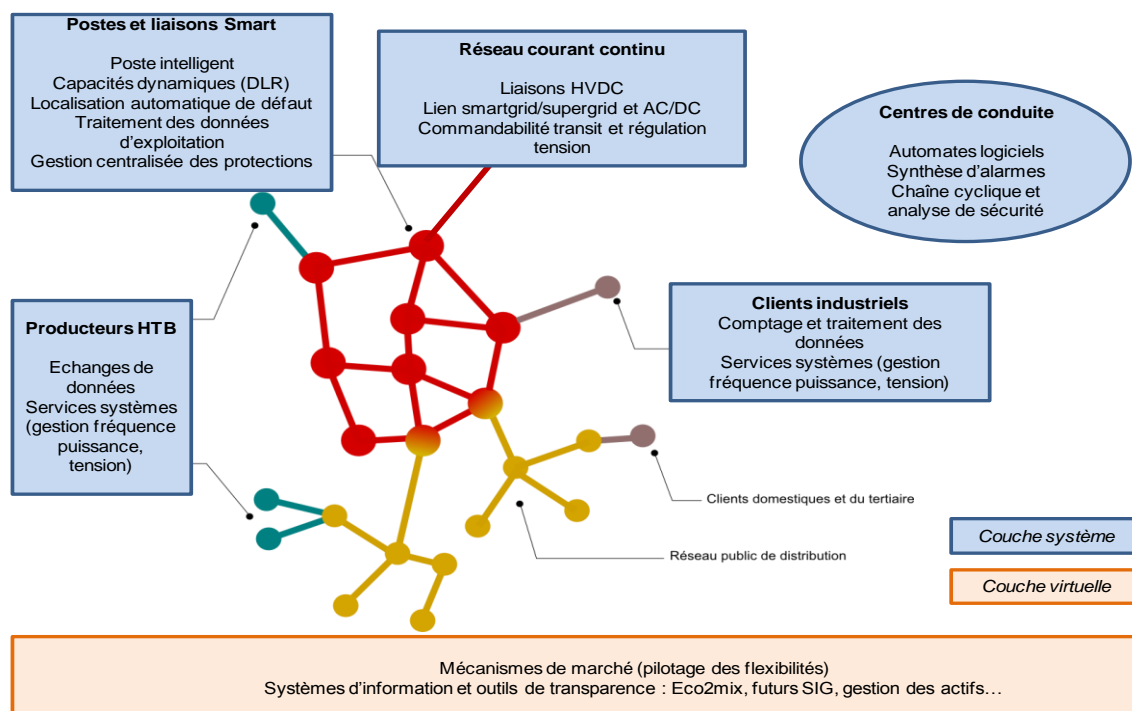 Postes et liaisons Smart
Poste intelligent
Capacités dynamiques (DLR)
Localisation automatique de défaut
Traitement des données
d’exploitation
Gestion centralisée des protections
Réseau courant continu
Liaisons HVDC
Lien smartgrid/supergrid et AC/DC
Commandabilité transit et régulation
tension
Centres de conduite
Automates logiciels
Synthèse d’alarmes
Chaîne cyclique et
analyse de sécurité
Producteurs HTB
Echanges de
données
Services systèmes
(gestion fréquence
puissance,
tension)
Clients industriels
Comptage et traitement des
données
Services systèmes (gestion
fréquence puissance, tension)
Clients domestiques et du tertiaire
Réseau public de distribution
Couche système
Couche virtuelle
Mécanismes de marché (pilotage des flexibilités)
Systèmes d’information et outils de transparence : Eco2mix, futurs SIG, gestion des actifs…